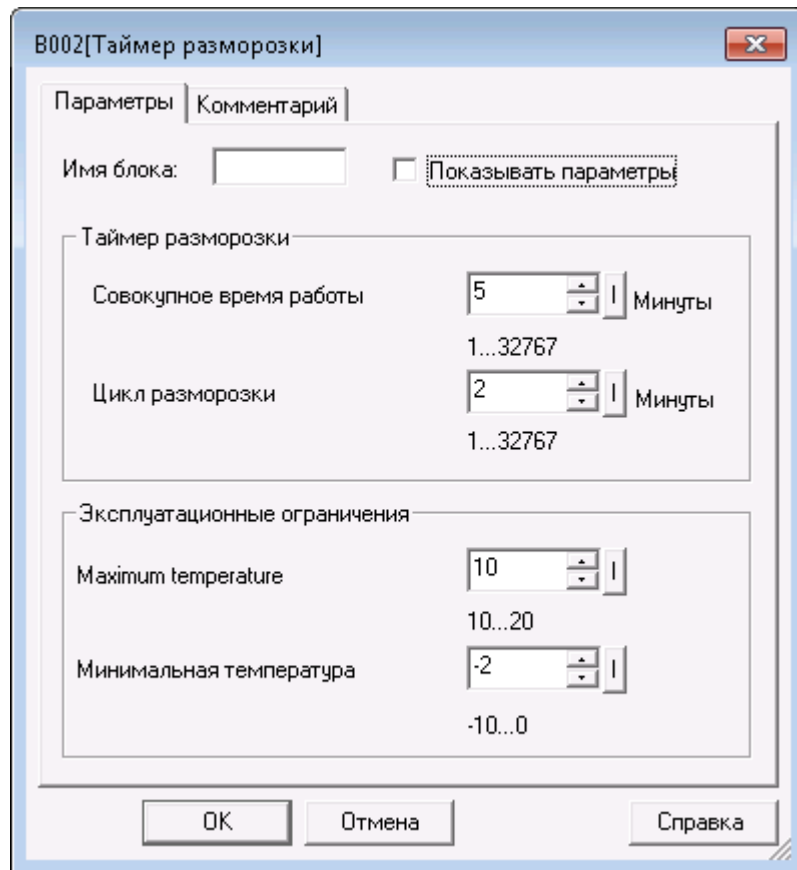 B002[Таймер разморозки]
Параметры Комментарий
Имя блока: Показывать параметры
Таймер разморозки
Совокупное время работы 5 Минуты
1...32767
Цикл разморозки 2 Минуты
1...32767
Эксплуатационные ограничения
Maximum temperature 10
10...20
Минимальная температура -2
-10...0
OK Отмена Справка